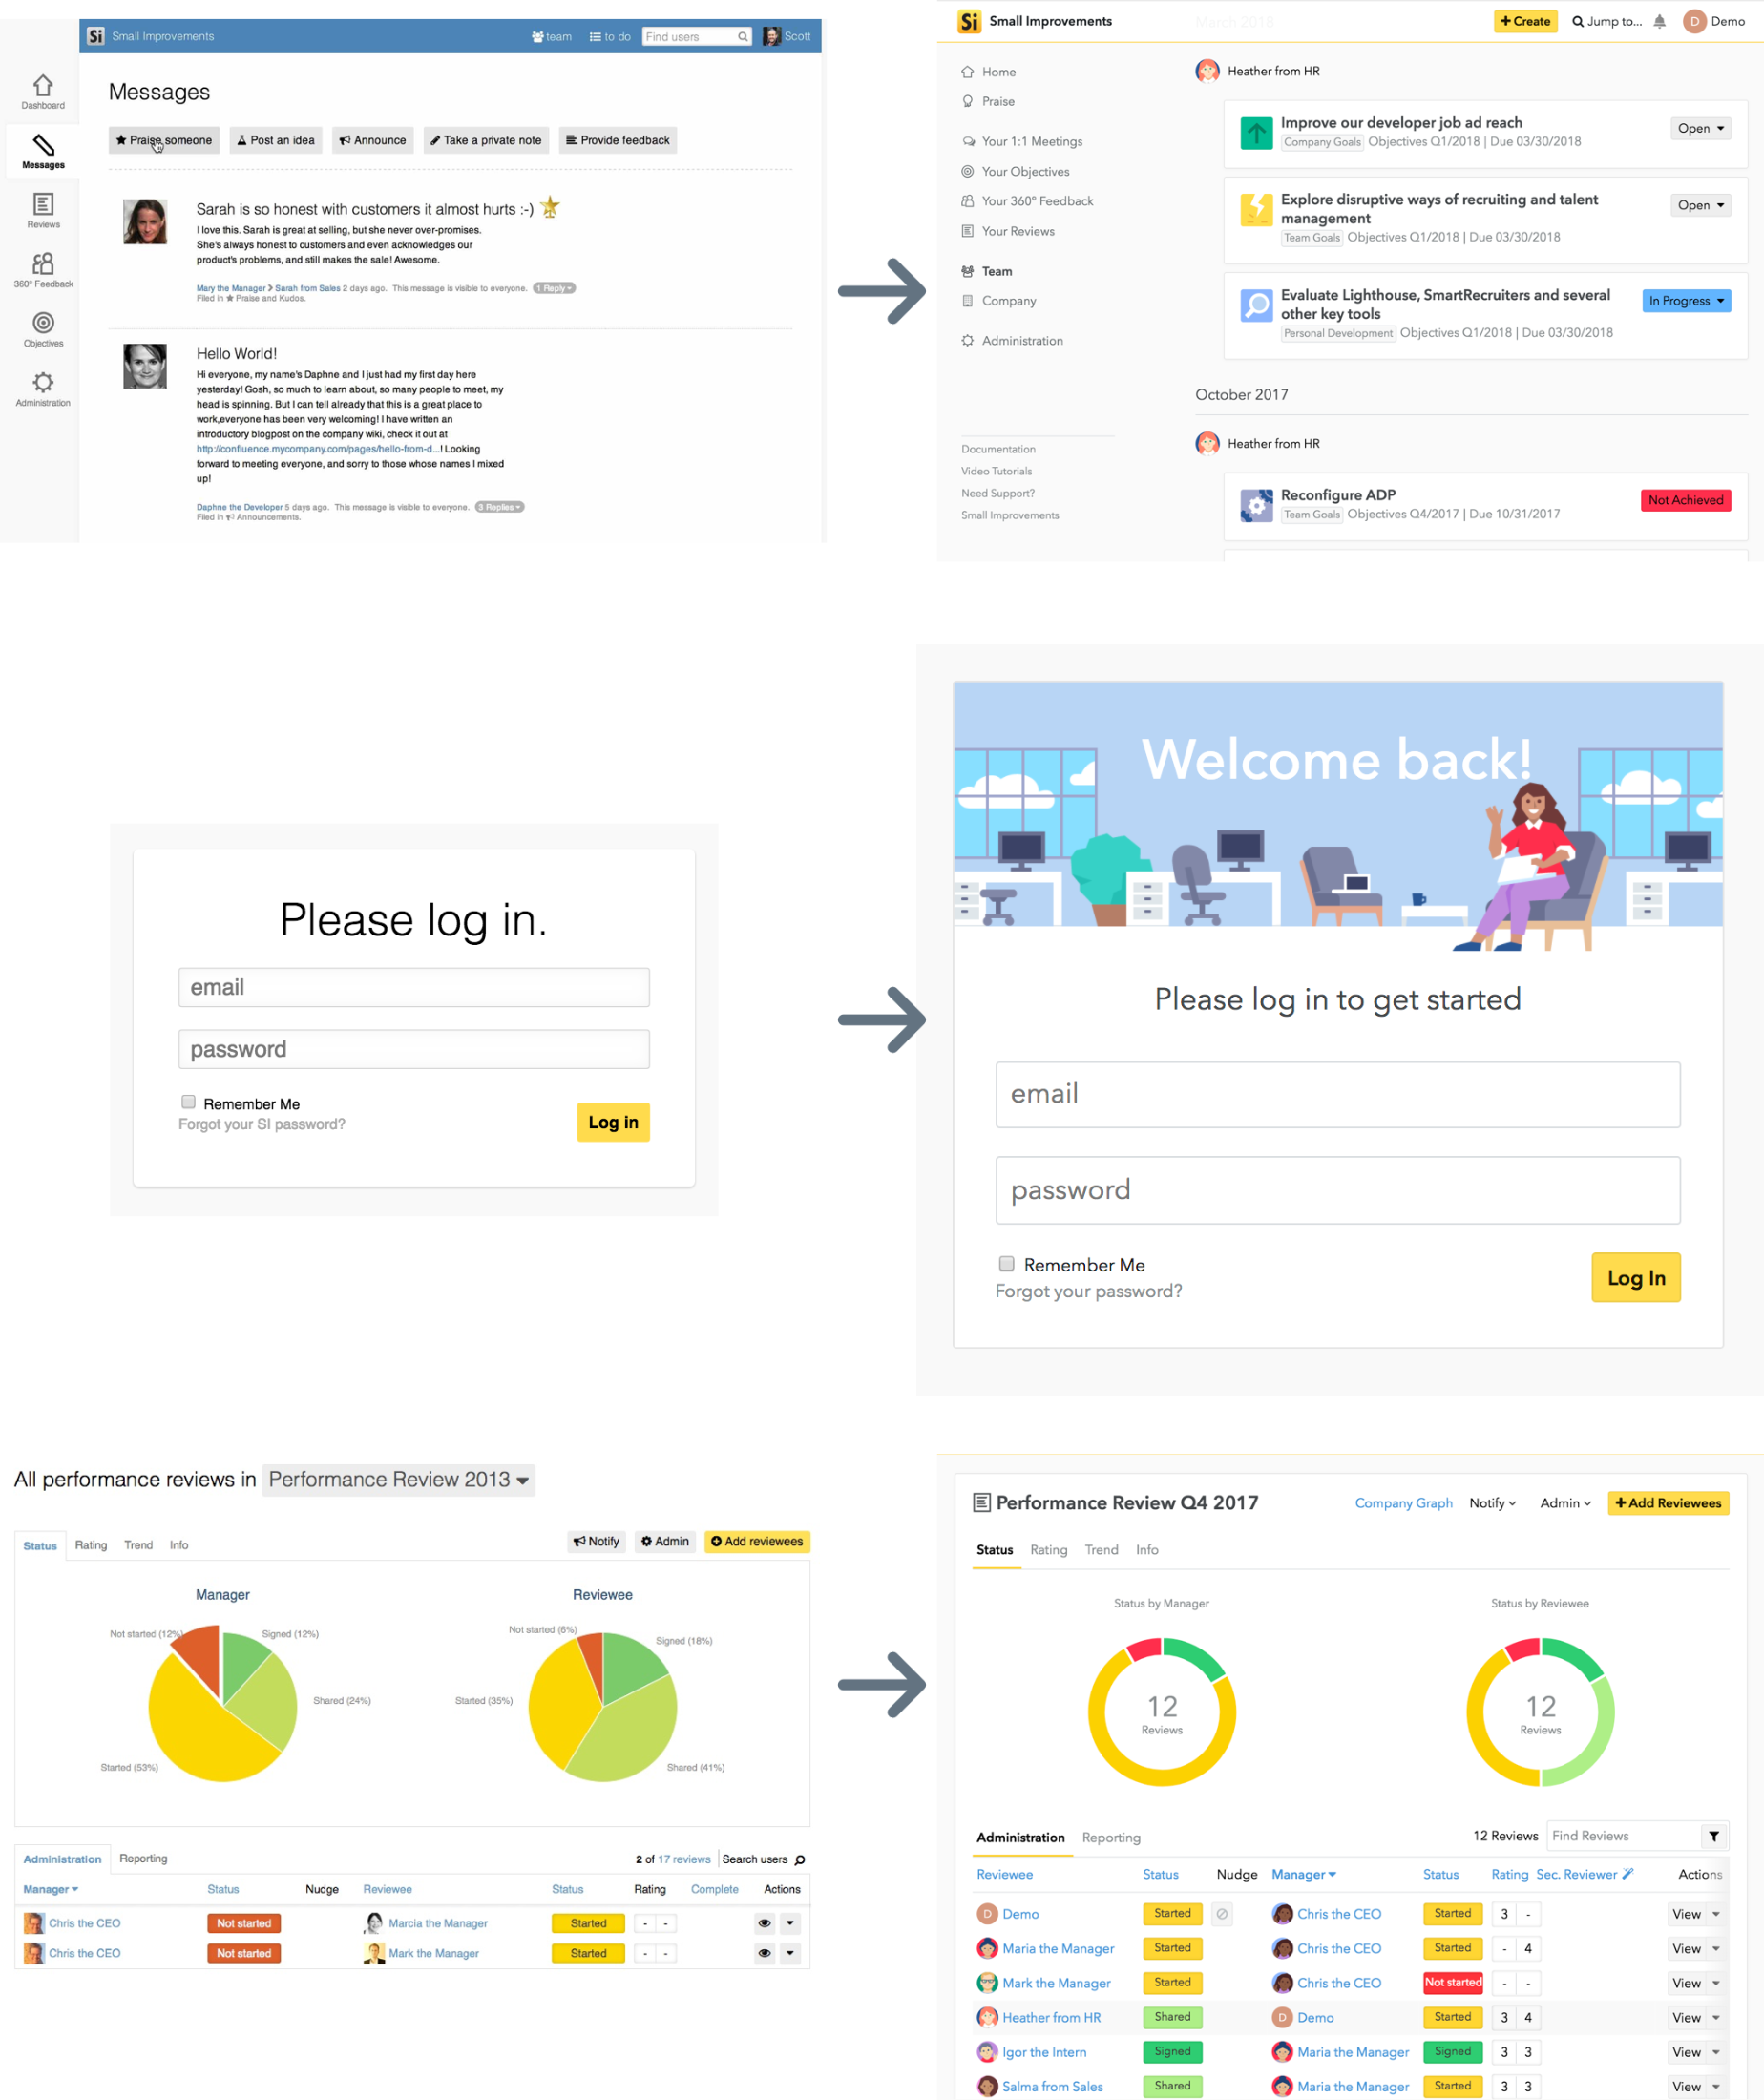 Si Small Improvements team to do Find users Scott
Dashboard
Messages
Reviews
360° Feedback
Objectives
Administration
Messages
Praise someone Post an idea Announce Take a private note Provide feedback
Sarah is so honest with customers it almost hurts :-)
I love this. Sarah is great at selling, but she never over-promises.
She's always honest to customers and even acknowledges our
product's problems, and still makes the sale! Awesome.
Mary the Manager > Sarah from Sales 2 days ago. This message is visible to everyone. 1 Reply
Filed in Praise and Kudos.
Hello World!
Hi everyone, my name's Daphne and I just had my first day here
yesterday! Gosh, so much to learn about, so many people to meet, my
head is spinning. But I can tell already that this is a great place to
work,everyone has been very welcoming! I have written an
introductory blogpost on the company wiki, check it out at
http://confluence.mycompany.com/pages/hello-from-d...! Looking
forward to meeting everyone, and sorry to those whose names I mixed
up!
Daphne the Developer 5 days ago. This message is visible to everyone. 3 Replies
Filed in Announcements.
Si Small Improvements March 2018 + Create Jump to... D Demo
Home
Praise
Your 1:1 Meetings
Your Objectives
Your 360° Feedback
Your Reviews
Team
Company
Administration
Documentation
Video Tutorials
Need Support?
Small Improvements
Heather from HR
Improve our developer job ad reach Open
Company Goals Objectives Q1/2018 | Due 03/30/2018
Explore disruptive ways of recruiting and talent
management Open
Team Goals Objectives Q1/2018 | Due 03/30/2018
Evaluate Lighthouse, SmartRecruiters and several
other key tools In Progress
Personal Development Objectives Q1/2018 | Due 03/30/2018
October 2017
Heather from HR
Reconfigure ADP Not Achieved
Team Goals Objectives Q4/2017 | Due 10/31/2017
Please log in.
email
password
Remember Me
Forgot your SI password?
Log in
Welcome back!
Please log in to get started
email
password
Remember Me
Forgot your password?
Log In
All performance reviews in Performance Review 2013
Status Rating Trend Info Notify Admin Add reviewees
Manager Reviewee
Not started (12%) Signed (12%) Not started (6%) Signed (18%)
Shared (24%) Started (35%)
Started (53%) Shared (41%)
Administration Reporting 2 of 17 reviews Search users
Manager Status Nudge Reviewee Status Rating Complete Actions
Chris the CEO Not started Marcia the Manager Started - -
Chris the CEO Not started Mark the Manager Started - -
Performance Review Q4 2017 Company Graph Notify Admin + Add Reviewees
Status Rating Trend Info
Status by Manager Status by Reviewee
12 12
Reviews Reviews
Administration Reporting 12 Reviews Find Reviews
Reviewee Status Nudge Manager Status Rating Sec. Reviewer Actions
D Demo Started Chris the CEO Started 3 - View
Maria the Manager Started Chris the CEO Started - 4 View
Mark the Manager Started Chris the CEO Not started - - View
Heather from HR Shared D Demo Started 3 4 View
Igor the Intern Signed Maria the Manager Signed 3 3 View
Salma from Sales Shared Maria the Manager Started 3 3 View